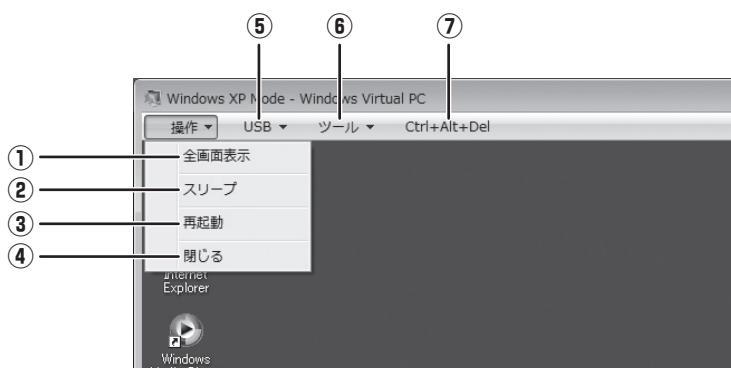 ⑤ ⑥ ⑦
Windows XP Mode - Windows Virtual PC
操作 ▼ USB ▼ ツール ▼ Ctrl+Alt+Del
① 全画面表示
② スリープ
③ 再起動
④ 閉じる
Internet
Explorer
Windows